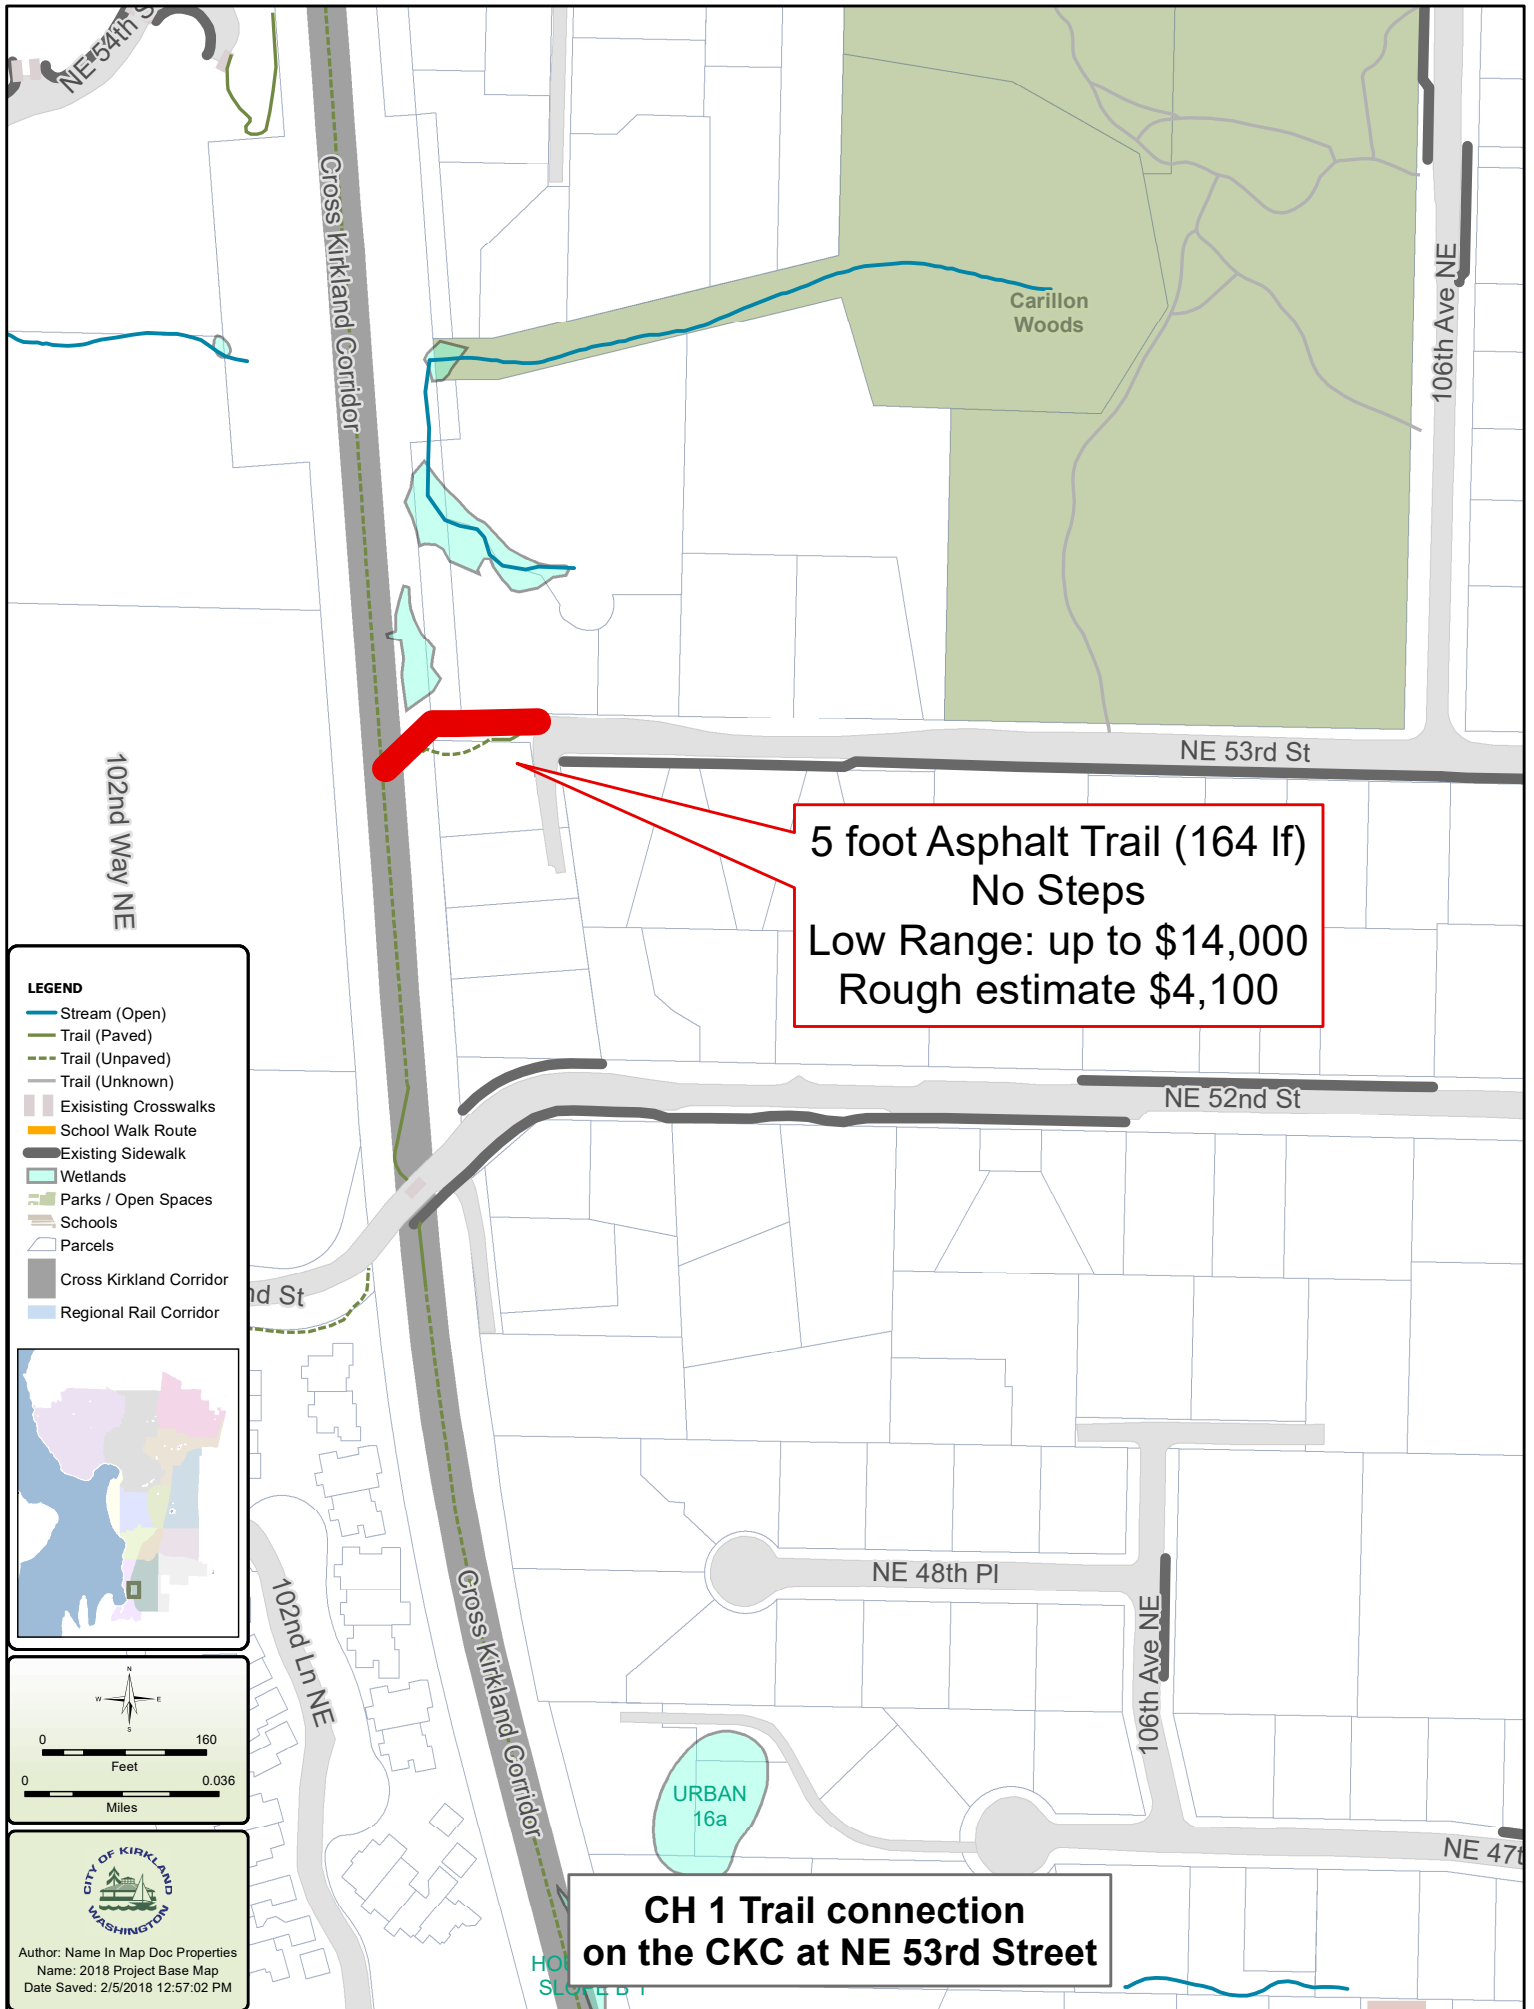 NE 54th S
Cross Kirkland Corridor
Carillon
Woods
106th Ave NE
NE 53rd St
102nd Way NE
5 foot Asphalt Trail (164 lf)
No Steps
Low Range: up to $14,000
Rough estimate $4,100
LEGEND
Stream (Open)
Trail (Paved)
Trail (Unpaved)
Trail (Unknown)
Exisisting Crosswalks
School Walk Route
Existing Sidewalk
Wetlands
Parks / Open Spaces
Schools
Parcels
Cross Kirkland Corridor
Regional Rail Corridor
NE 52nd St
nd St
NE 48th Pl
106th Ave NE
102nd Ln NE
Cross Kirkland Corridor
URBAN
16a
NE 47t
N
W E
S
0 160
Feet
0 0.036
Miles
CITY OF KIRKLAND
WASHINGTON
Author: Name In Map Doc Properties
Name: 2018 Project Base Map
Date Saved: 2/5/2018 12:57:02 PM
CH 1 Trail connection
on the CKC at NE 53rd Street